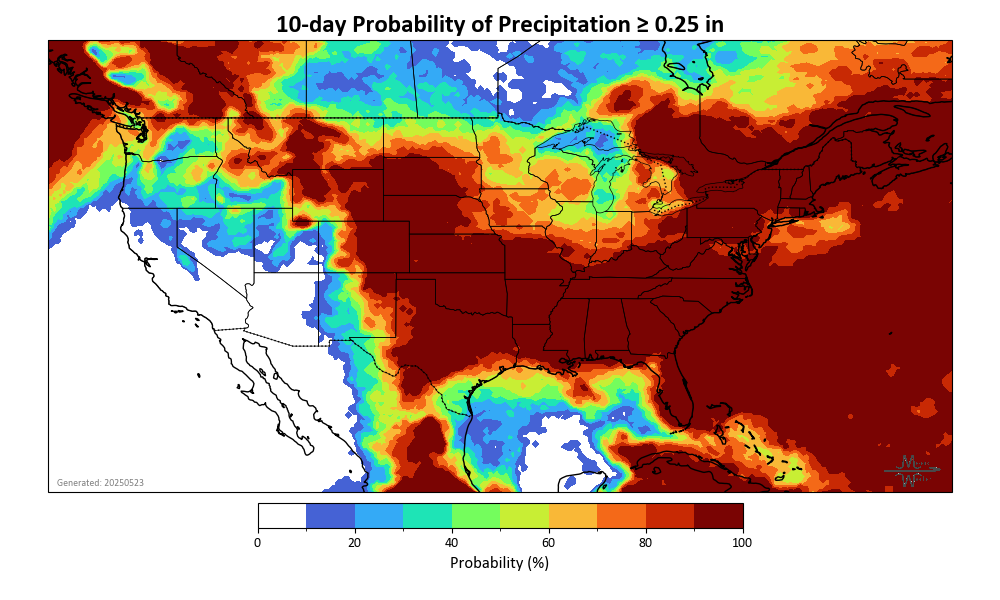 10-day Probability of Precipitation ≥ 0.25 in
Generated: 20250523
0 20 40 60 80 100
Probability (%)